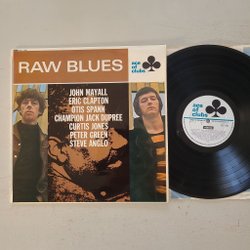 RAW BLUES
ace
of
clubs
JOHN MAYALL
ERIC CLAPTON
OTIS SPANN
CHAMPION JACK DUPREE
CURTIS JONES
PETER GREEN
STEVE ANGLO
ace of
clubs